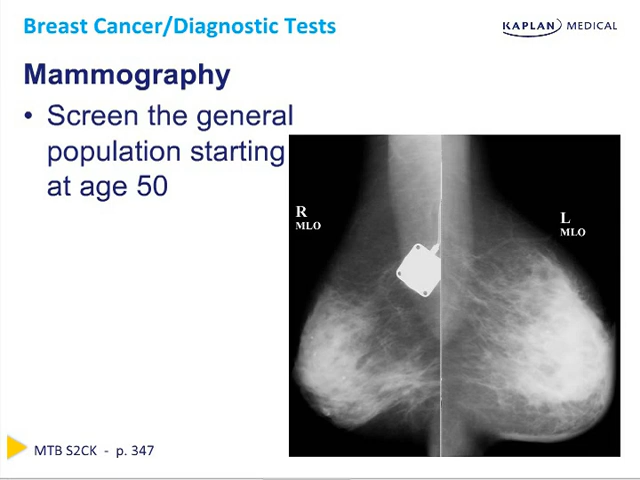 Breast Cancer/Diagnostic Tests
KAPLAN MEDICAL
Mammography
• Screen the general
population starting
at age 50
R
MLO
L
MLO
MTB S2CK - p. 347